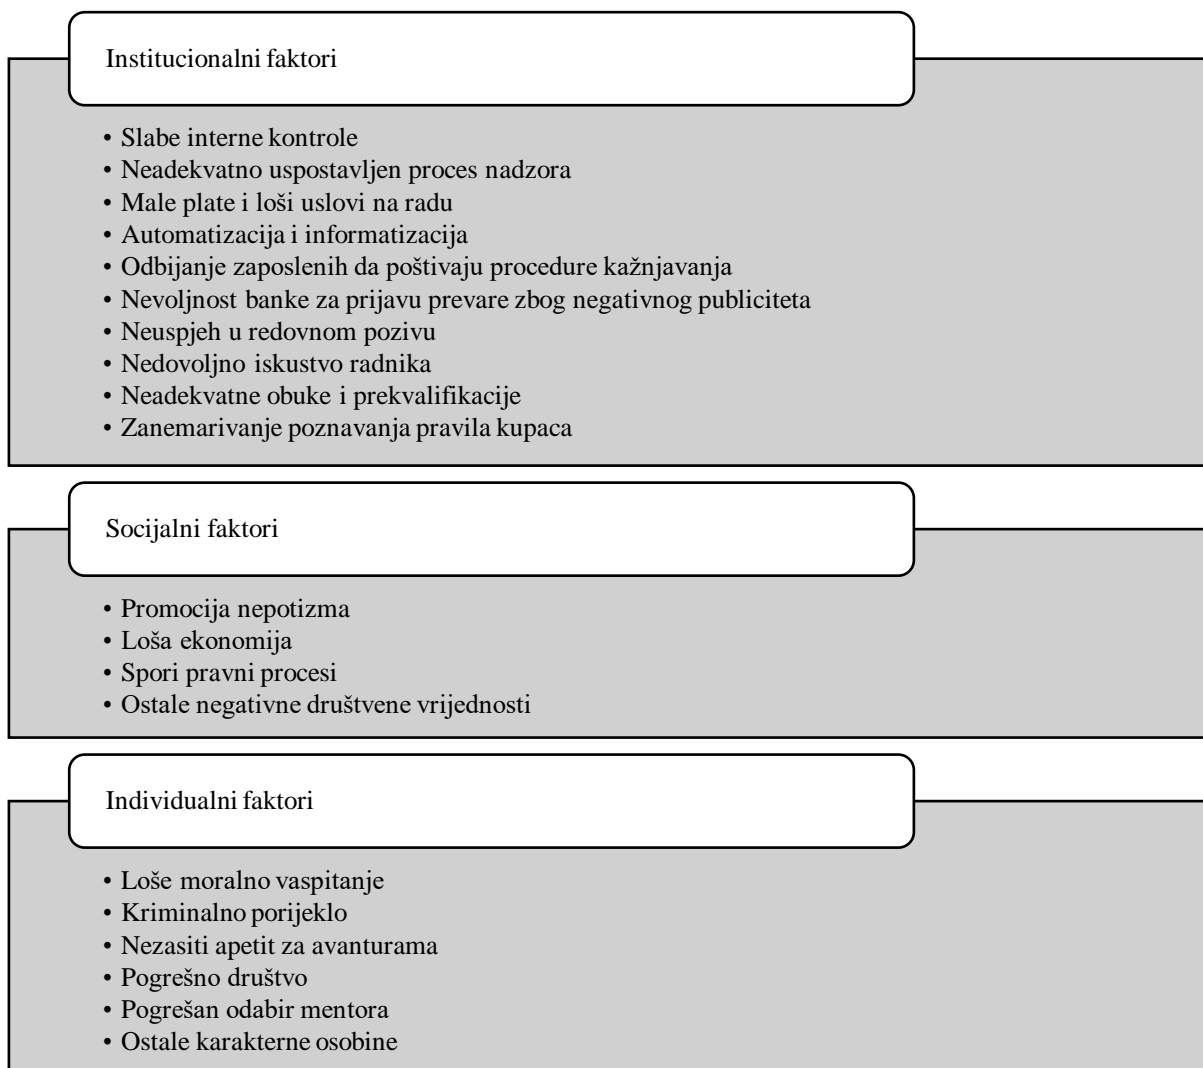 Institucionalni faktori
• Slabe interne kontrole
• Neadekvatno uspostavljen proces nadzora
• Male plate i loši uslovi na radu
• Automatizacija i informatizacija
• Odbijanje zaposlenih da poštivaju procedure kažnjavanja
• Nevoljnost banke za prijavu prevare zbog negativnog publiciteta
• Neuspjeh u redovnom pozivu
• Nedovoljno iskustvo radnika
• Neadekvatne obuke i prekvalifikacije
• Zanemarivanje poznavanja pravila kupaca
Socijalni faktori
• Promocija nepotizma
• Loša ekonomija
• Spori pravni procesi
• Ostale negativne društvene vrijednosti
Individualni faktori
• Loše moralno vaspitanje
• Kriminalno porijeklo
• Nezasiti apetit za avanturama
• Pogrešno društvo
• Pogrešan odabir mentora
• Ostale karakterne osobine